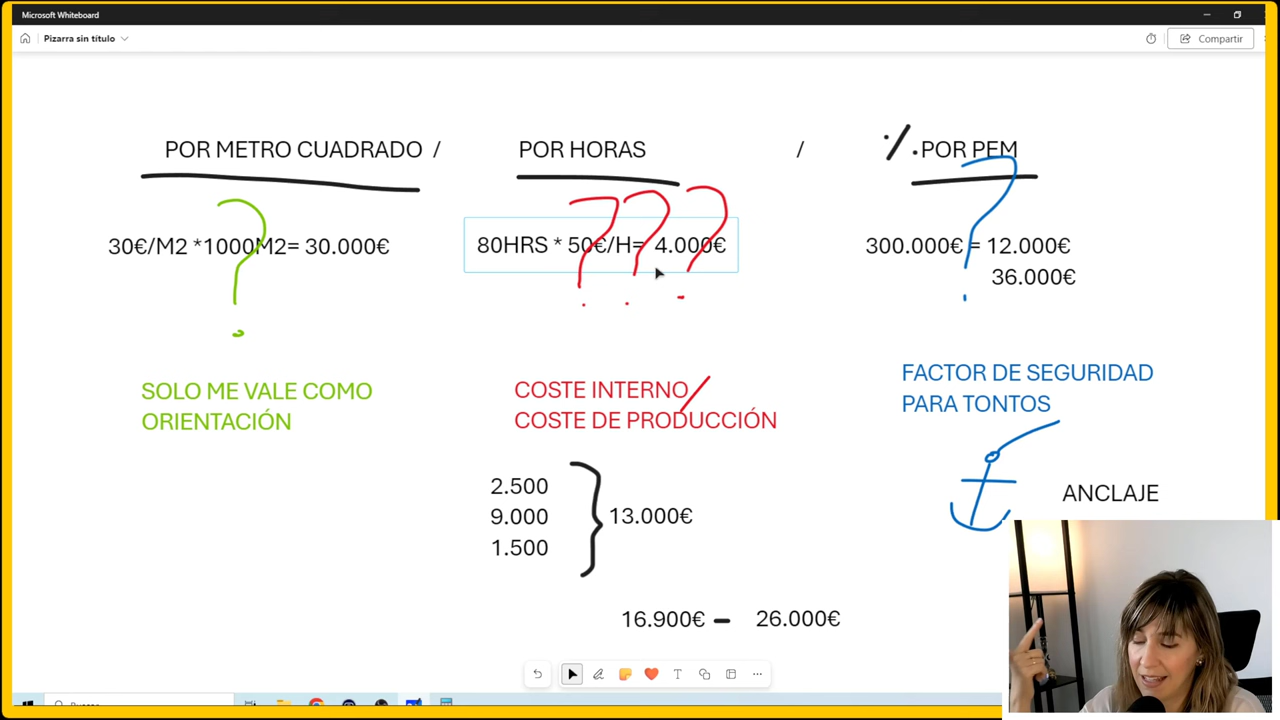 Microsoft Whiteboard
Pizarra sin título
Compartir
POR METRO CUADRADO / POR HORAS / % POR PEM
30€/M2 *1000M2= 30.000€
80HRS * 50€/H= 4.000€
300.000€ = 12.000€
36.000€
?
???
?
SOLO ME VALE COMO
ORIENTACIÓN
COSTE INTERNO/
COSTE DE PRODUCCIÓN
FACTOR DE SEGURIDAD
PARA TONTOS
2.500
9.000
1.500
13.000€
ANCLAJE
16.900€ – 26.000€